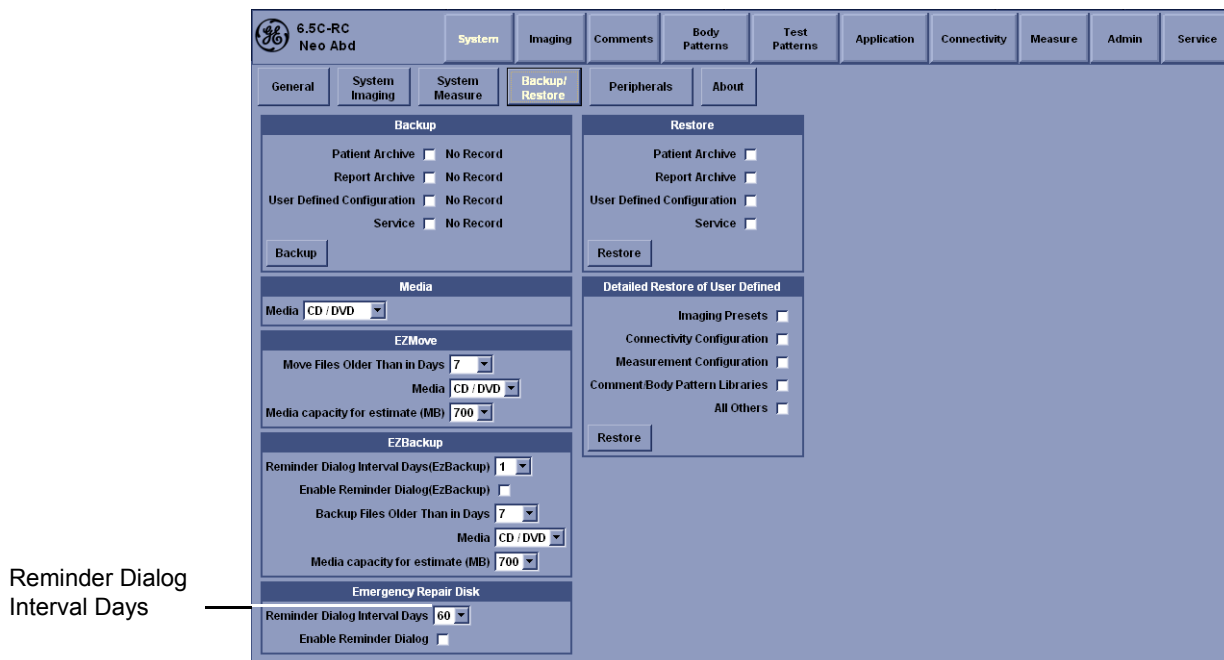 6.5C-RC
Neo Abd
System
Imaging
Comments
Body
Patterns
Test
Patterns
Application
Connectivity
Measure
Admin
Service
General
System
Imaging
System
Measure
Backup/
Restore
Peripherals
About
Backup
Patient Archive No Record
Report Archive No Record
User Defined Configuration No Record
Service No Record
Backup
Media
Media CD / DVD
EZMove
Move Files Older Than in Days 7
Media CD / DVD
Media capacity for estimate (MB) 700
EZBackup
Reminder Dialog Interval Days(EzBackup) 1
Enable Reminder Dialog(EzBackup)
Backup Files Older Than in Days 7
Media CD / DVD
Media capacity for estimate (MB) 700
Emergency Repair Disk
Reminder Dialog Interval Days 60
Enable Reminder Dialog
Restore
Patient Archive
Report Archive
User Defined Configuration
Service
Restore
Detailed Restore of User Defined
Imaging Presets
Connectivity Configuration
Measurement Configuration
Comment/Body Pattern Libraries
All Others
Restore
Reminder Dialog
Interval Days